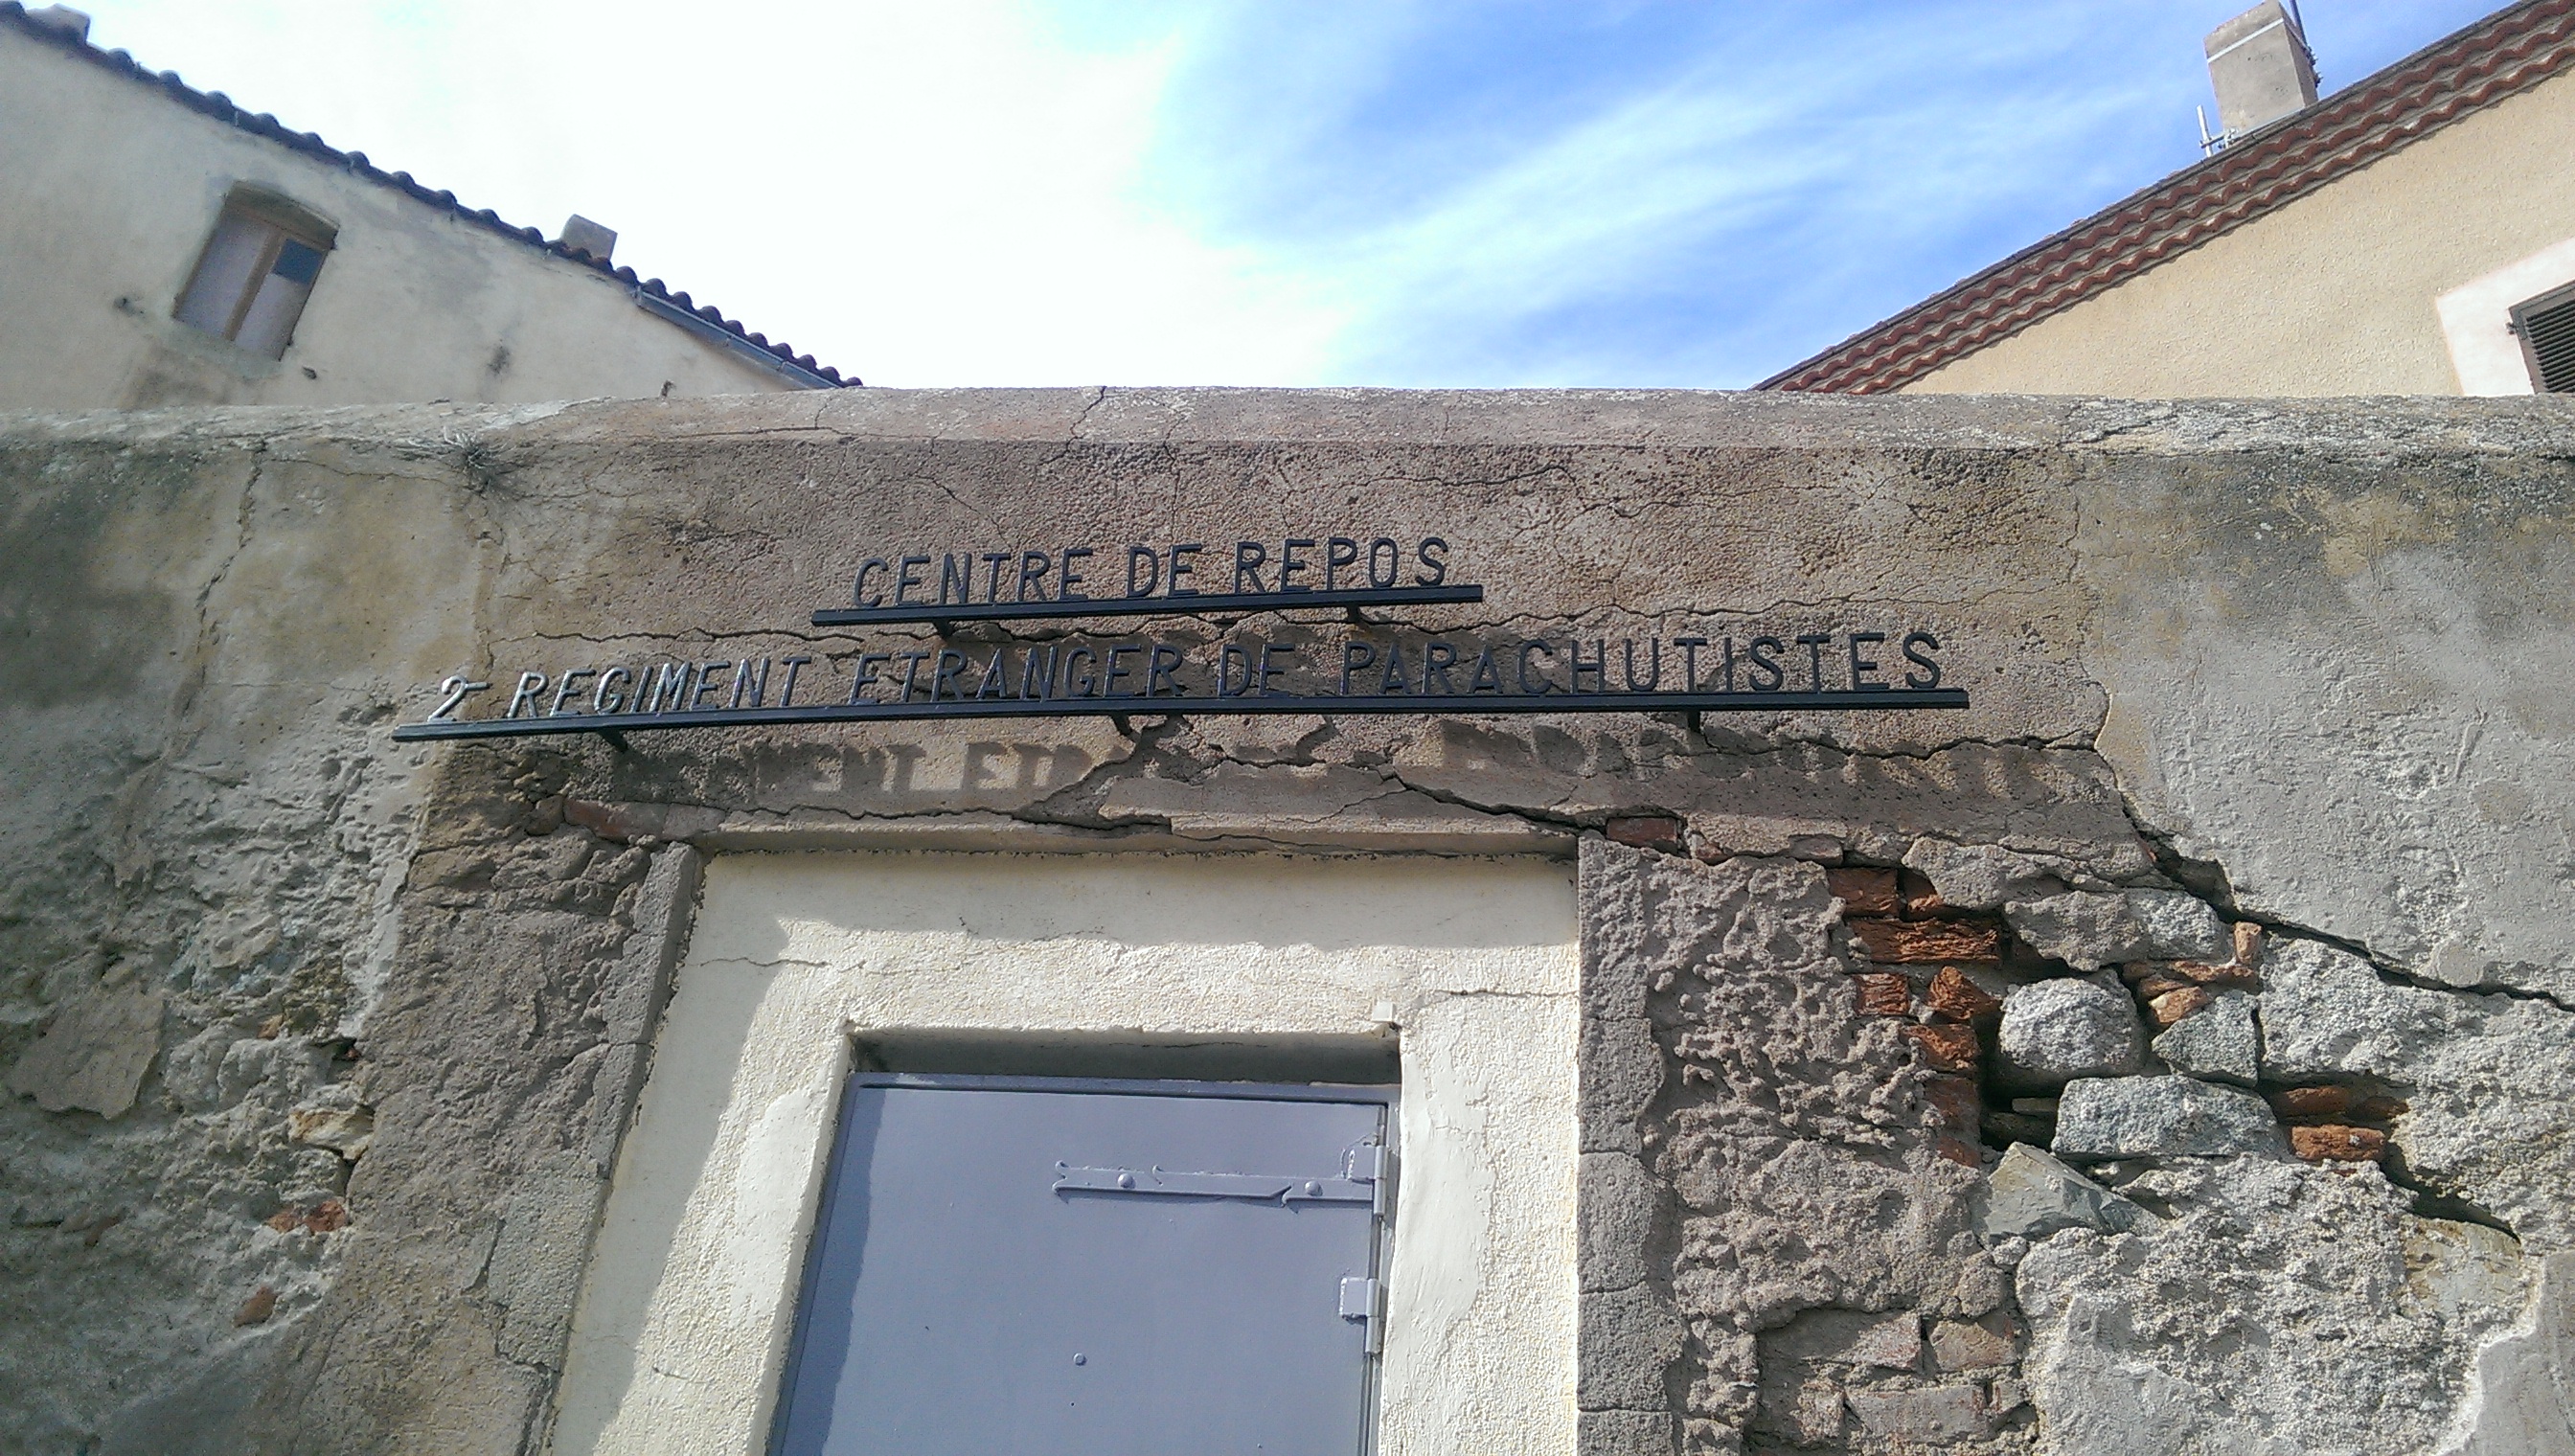 CENTRE DE REPOS
2e REGIMENT ETRANGER DE PARACHUTISTES